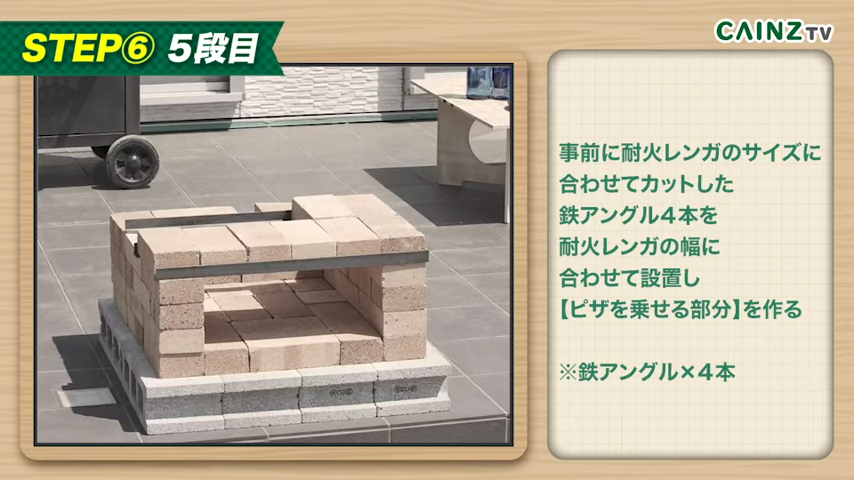 STEP⑥ 5段目
CAINZ TV
事前に耐火レンガのサイズに
合わせてカットした
鉄アングル4本を
耐火レンガの幅に
合わせて設置し
【ピザを乗せる部分】を作る
※鉄アングル×4本